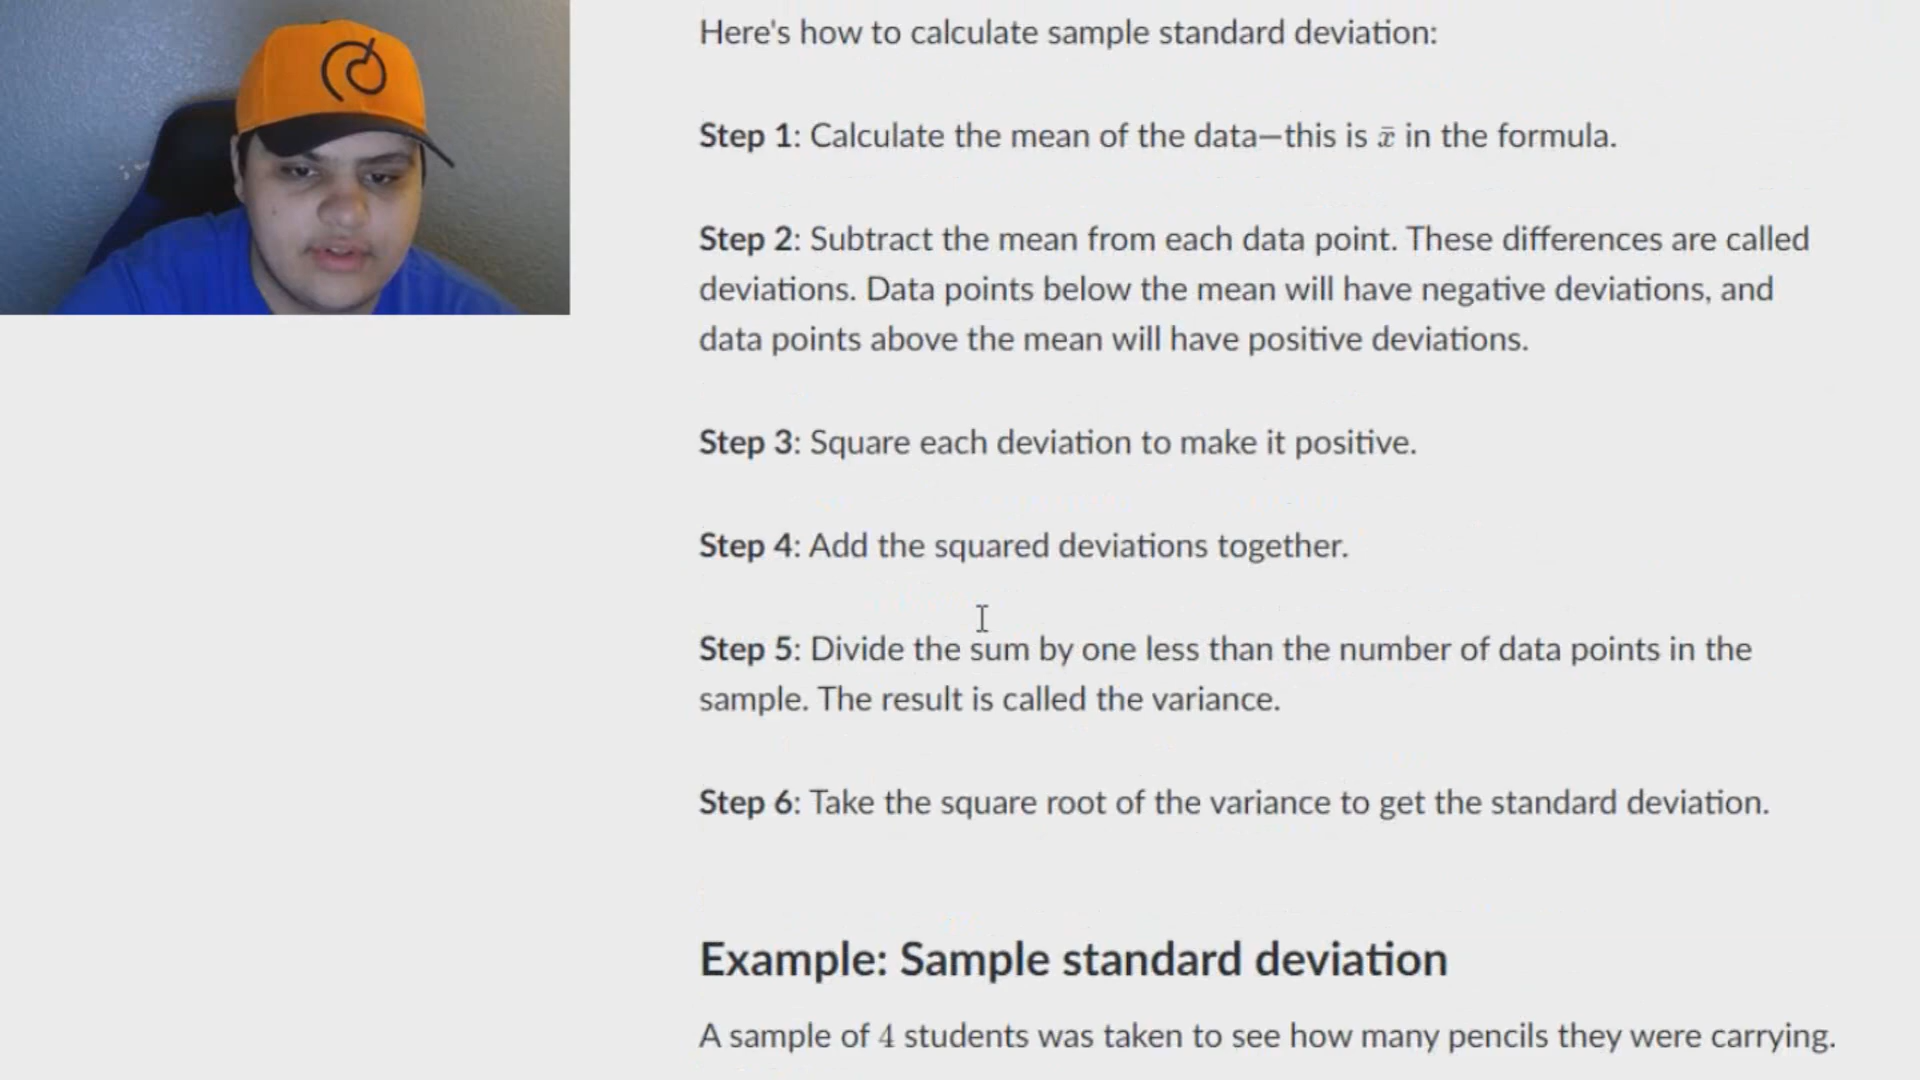 Here's how to calculate sample standard deviation:
Step 1: Calculate the mean of the data—this is x̄ in the formula.
Step 2: Subtract the mean from each data point. These differences are called
deviations. Data points below the mean will have negative deviations, and
data points above the mean will have positive deviations.
Step 3: Square each deviation to make it positive.
Step 4: Add the squared deviations together.
Step 5: Divide the sum by one less than the number of data points in the
sample. The result is called the variance.
Step 6: Take the square root of the variance to get the standard deviation.
Example: Sample standard deviation
A sample of 4 students was taken to see how many pencils they were carrying.